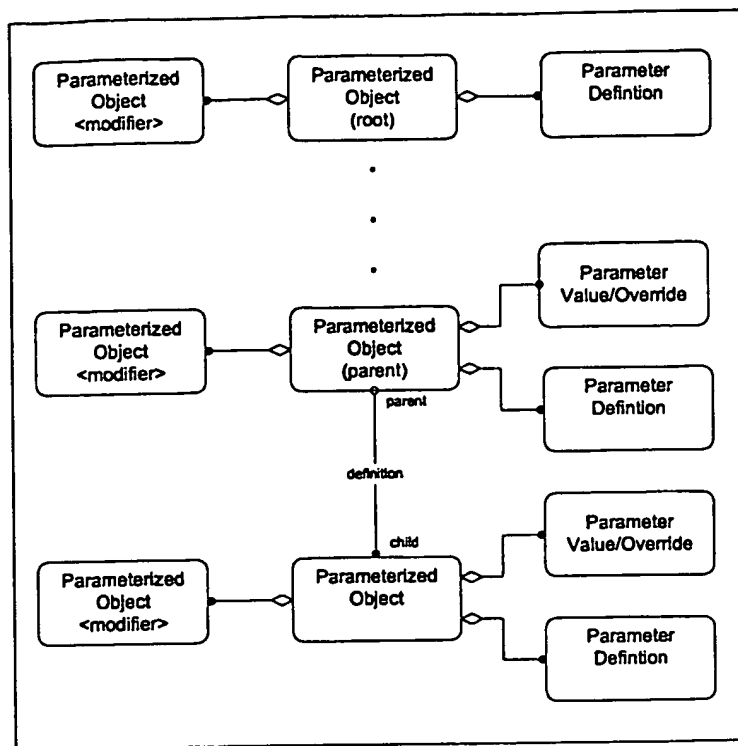 Parameterized
Object
<modifier>
Parameterized
Object
(root)
Parameter
Defintion
Parameterized
Object
<modifier>
Parameterized
Object
(parent)
Parameter
Value/Override
Parameter
Defintion
parent
definition
child
Parameterized
Object
<modifier>
Parameterized
Object
Parameter
Value/Override
Parameter
Defintion